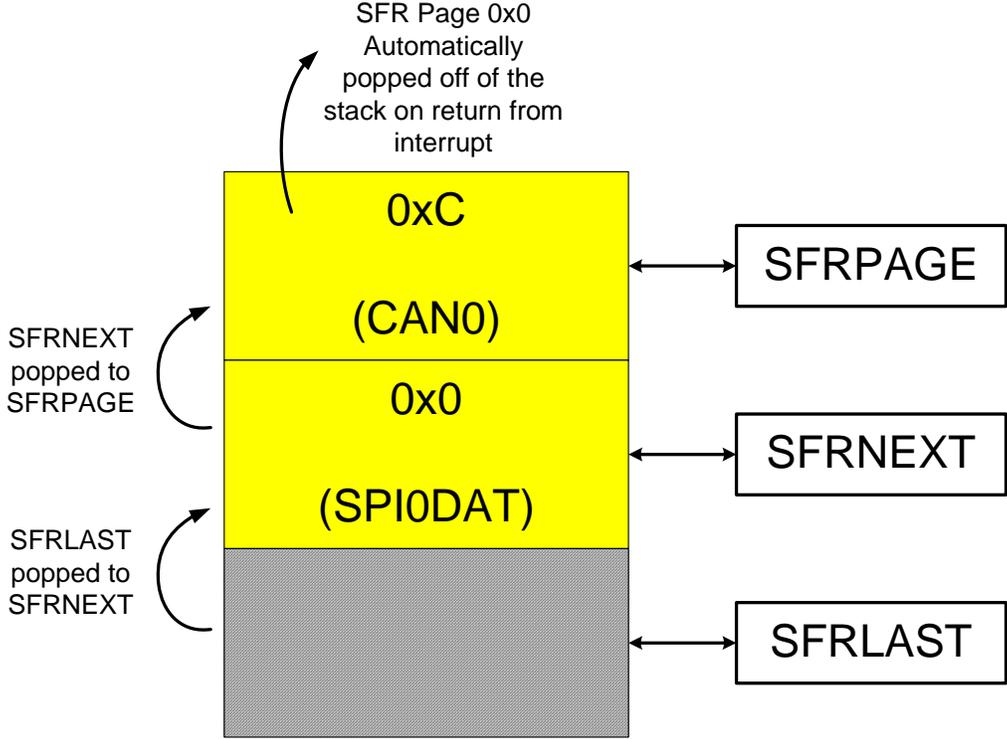 SFR Page 0x0
Automatically
popped off of the
stack on return from
interrupt
0xC
(CAN0)
SFRPAGE
SFRNEXT
popped to
SFRPAGE
0x0
(SPI0DAT)
SFRNEXT
SFRLAST
popped to
SFRNEXT
SFRLAST